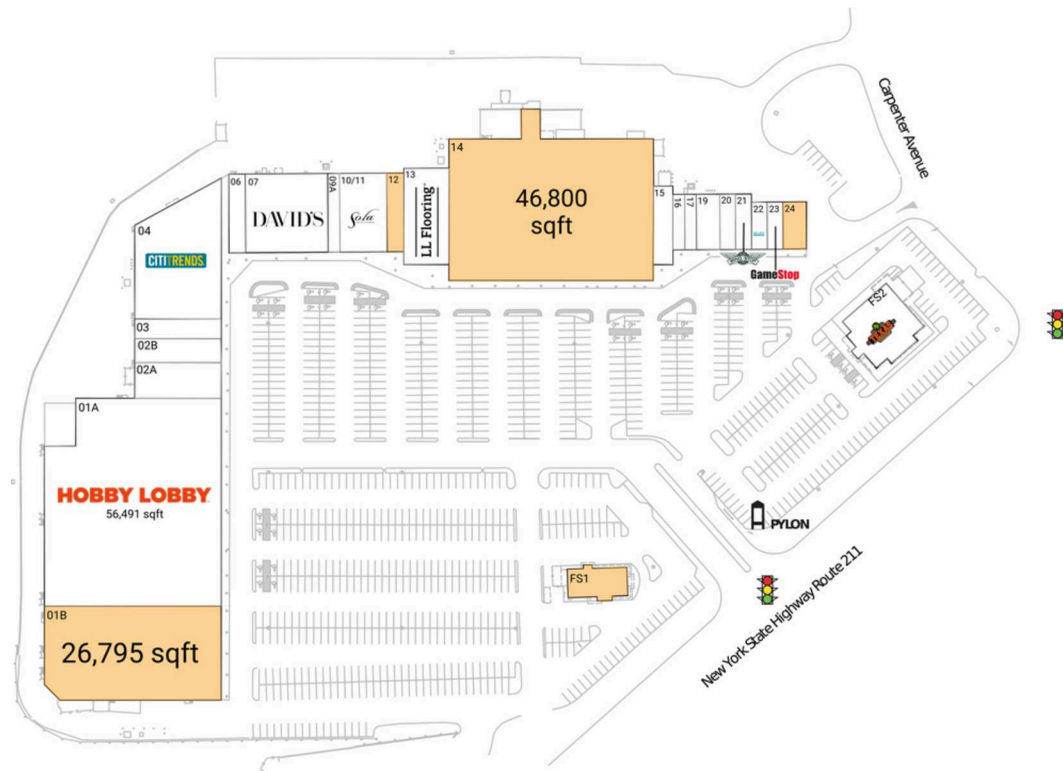 Carpenter Avenue
14
46,800
sqft
06
07
DAVID'S
09A
10/11
Sola
12
13
LL Flooring
15
16
17
19
20
21
22
23
24
GameStop
04
CITITRENDS
03
02B
02A
01A
HOBBY LOBBY
56,491 sqft
01B
26,795 sqft
FS2
PYLON
FS1
New York State Highway Route 211